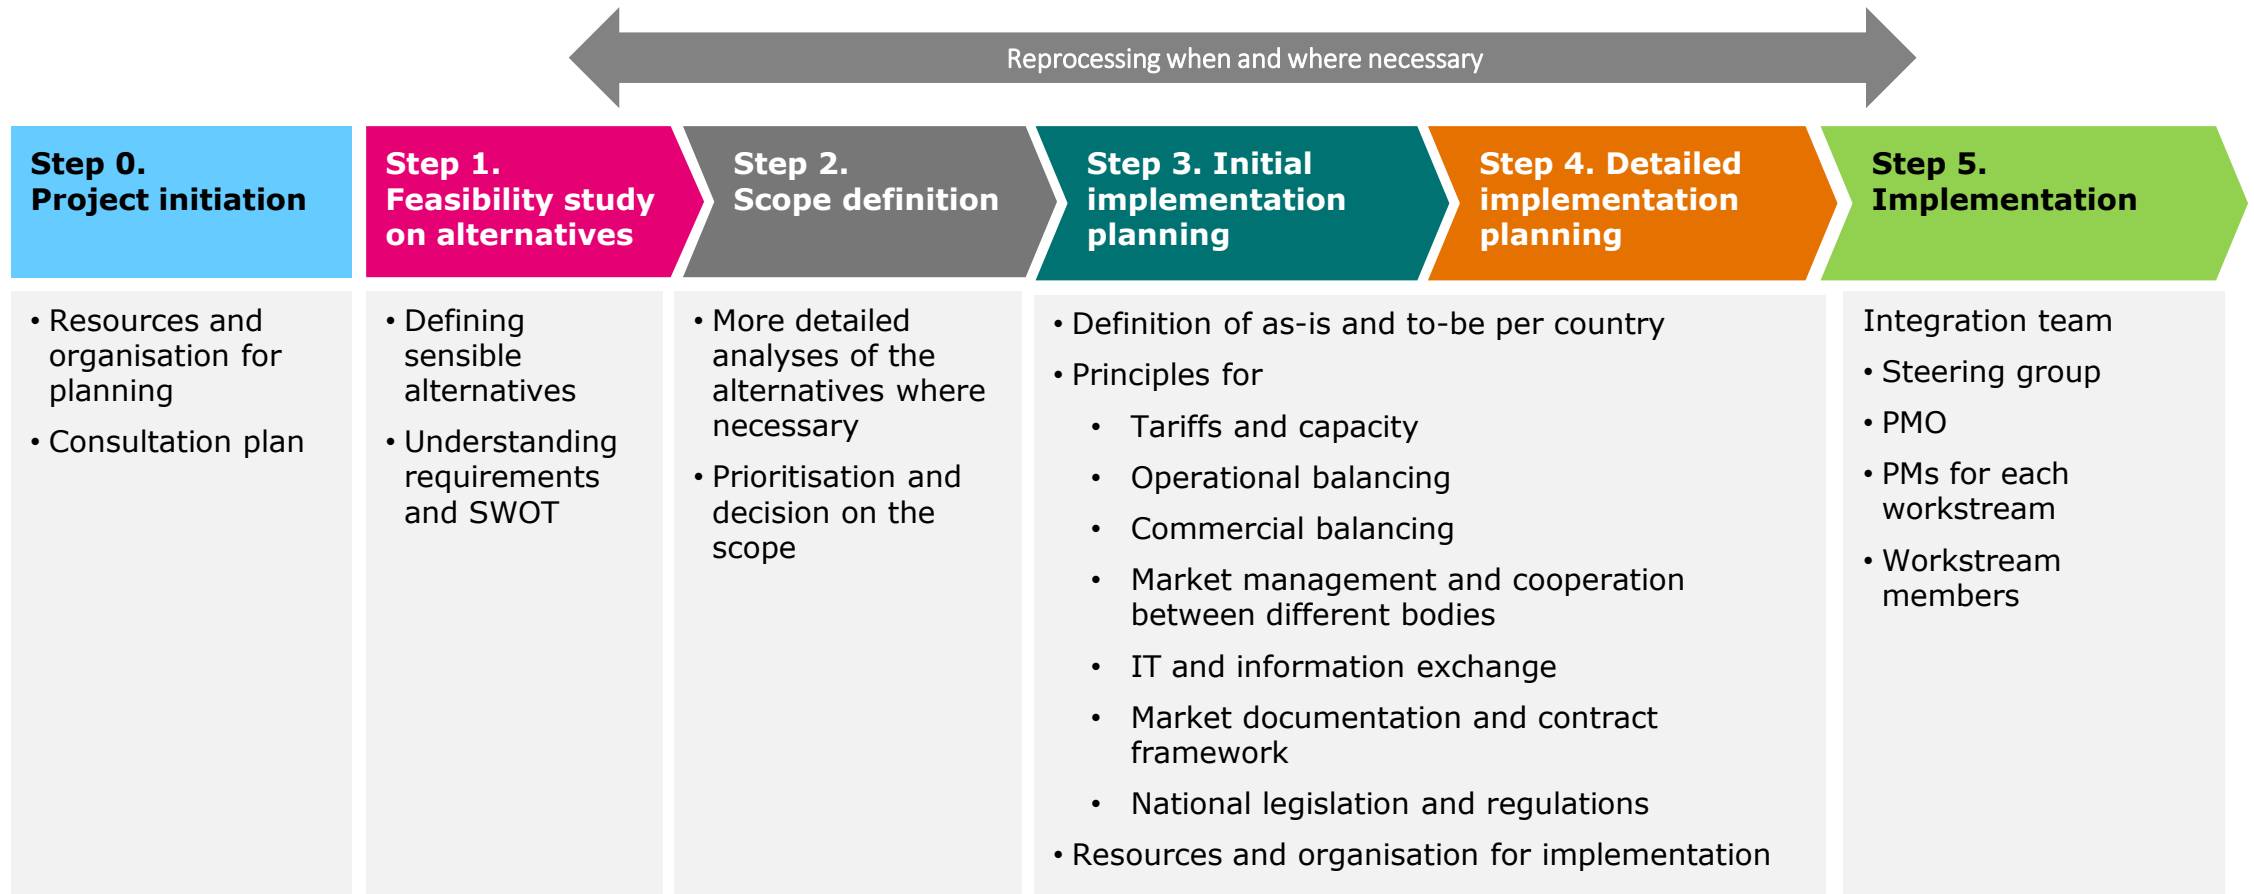 Reprocessing when and where necessary
Step 0.
Project initiation
Step 1.
Feasibility study
on alternatives
Step 2.
Scope definition
Step 3. Initial
implementation
planning
Step 4. Detailed
implementation
planning
Step 5.
Implementation
• Resources and
organisation for
planning
• Consultation plan
• Defining
sensible
alternatives
• Understanding
requirements
and SWOT
• More detailed
analyses of the
alternatives where
necessary
• Prioritisation and
decision on the
scope
• Definition of as-is and to-be per country
• Principles for
• Tariffs and capacity
• Operational balancing
• Commercial balancing
• Market management and cooperation
between different bodies
• IT and information exchange
• Market documentation and contract
framework
• National legislation and regulations
• Resources and organisation for implementation
Integration team
• Steering group
• PMO
• PMs for each
workstream
• Workstream
members